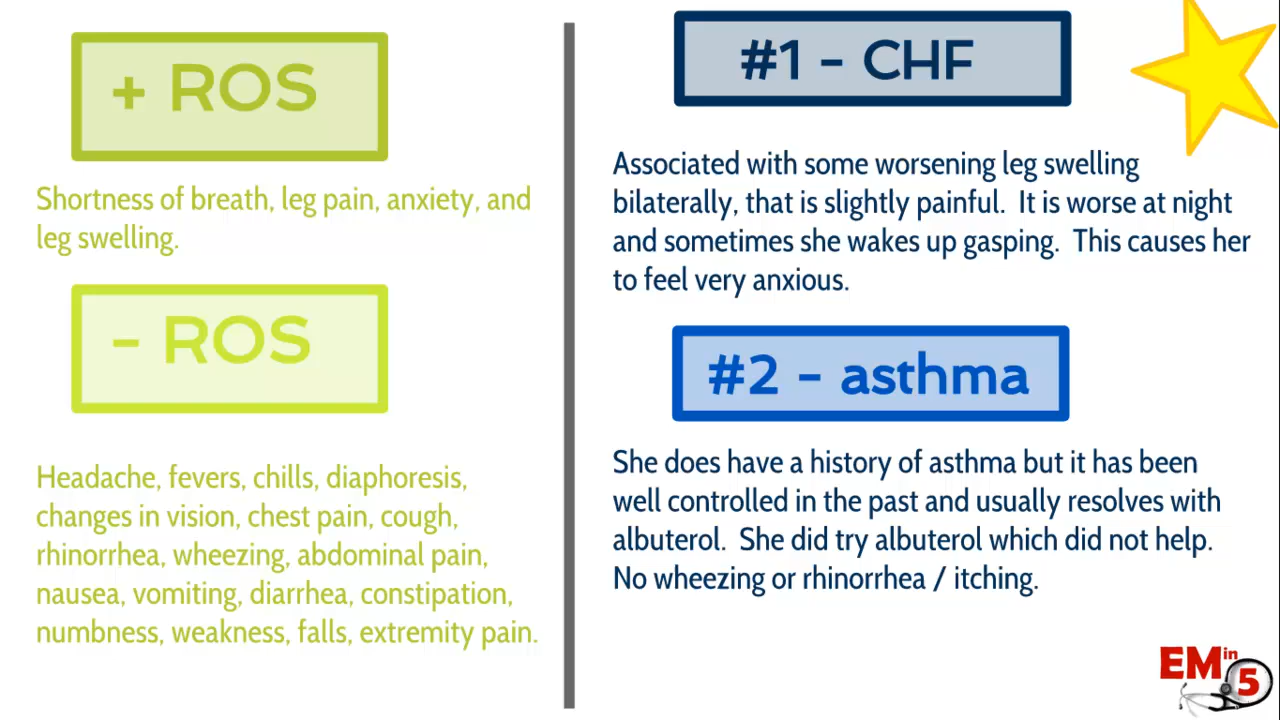 + ROS
Shortness of breath, leg pain, anxiety, and
leg swelling.
- ROS
Headache, fevers, chills, diaphoresis,
changes in vision, chest pain, cough,
rhinorrhea, wheezing, abdominal pain,
nausea, vomiting, diarrhea, constipation,
numbness, weakness, falls, extremity pain.
#1 - CHF
Associated with some worsening leg swelling
bilaterally, that is slightly painful.  It is worse at night
and sometimes she wakes up gasping.  This causes her
to feel very anxious.
#2 - asthma
She does have a history of asthma but it has been
well controlled in the past and usually resolves with
albuterol.  She did try albuterol which did not help.
No wheezing or rhinorrhea / itching.
EM in 5